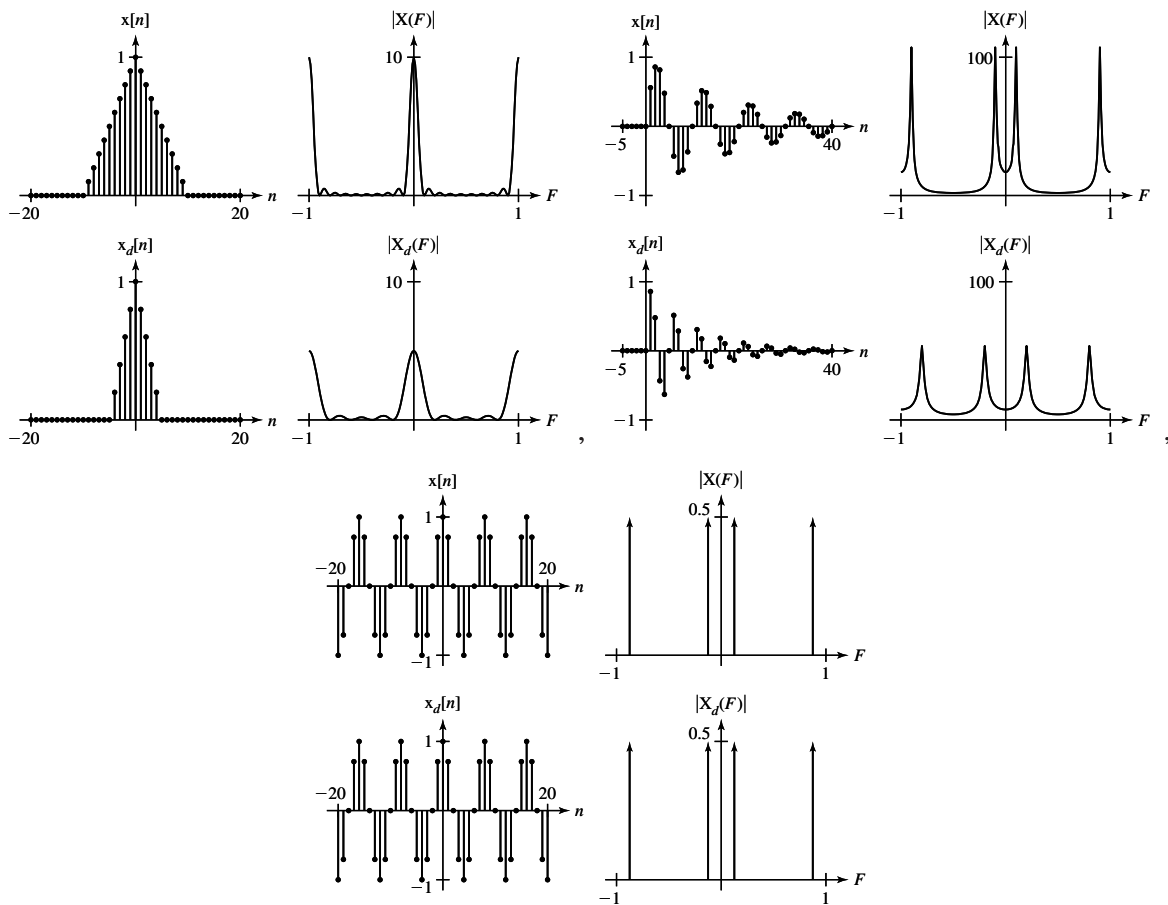 x[n] |X(F)| x[n] |X(F)|
1 10 1 100
−5 40 n
−20 20 n −1 1 F −1 −1 1 F
x_d[n] |X_d(F)| x_d[n] |X_d(F)|
1 10 1 100
−5 40 n
−20 20 n −1 1 F , −1 −1 1 F ,
x[n] |X(F)|
1 0.5
−20 20 n
−1 −1 1 F
x_d[n] |X_d(F)|
1 0.5
−20 20 n
−1 −1 1 F